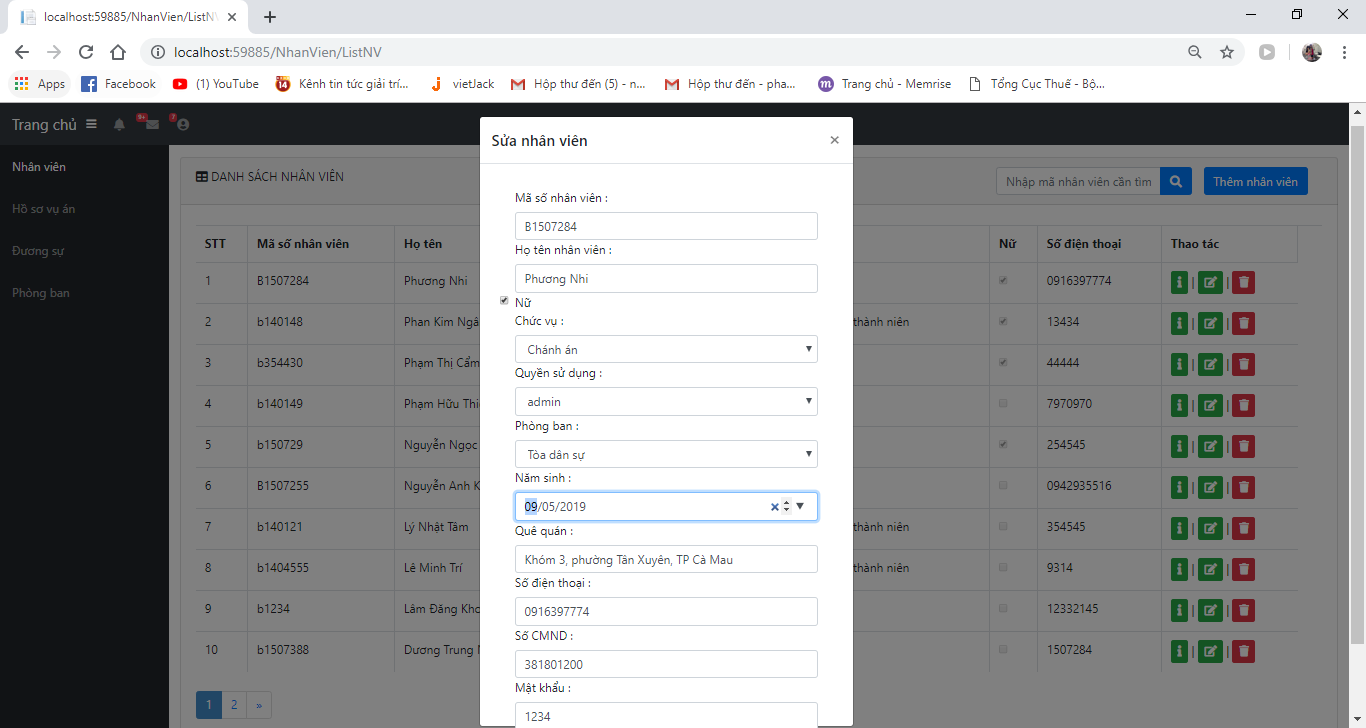 localhost:59885/NhanVien/ListNV
localhost:59885/NhanVien/ListNV
Apps
Facebook
(1) YouTube
14
Kênh tin tức giải trí...
vietJack
Hộp thư đến (5) - n...
Hộp thư đến - pha...
m
Trang chủ - Memrise
Tổng Cục Thuế - Bộ...
Trang chủ
9+
7
Nhân viên
Hồ sơ vụ án
Đương sự
Phòng ban
DANH SÁCH NHÂN VIÊN
Nhập mã nhân viên cần tìm
Thêm nhân viên
STT Mã số nhân viên Họ tên Nữ Số điện thoại Thao tác
1 B1507284 Phương Nhi 0916397774 | |
2 b140148 Phan Kim Ngâ thành niên 13434 | |
3 b354430 Phạm Thị Cẩm 44444 | |
4 b140149 Phạm Hữu Thi 7970970 | |
5 b150729 Nguyễn Ngọc 254545 | |
6 B1507255 Nguyễn Anh K 0942935516 | |
7 b140121 Lý Nhật Tâm thành niên 354545 | |
8 b1404555 Lê Minh Trí thành niên 9314 | |
9 b1234 Lâm Đăng Kho 12332145 | |
10 b1507388 Dương Trung 1507284 | |
1 2 »
Sửa nhân viên ×
Mã số nhân viên :
B1507284
Họ tên nhân viên :
Phương Nhi
Nữ
Chức vụ :
Chánh án
Quyền sử dụng :
admin
Phòng ban :
Tòa dân sự
Năm sinh :
09/05/2019
Quê quán :
Khóm 3, phường Tân Xuyên, TP Cà Mau
Số điện thoại :
0916397774
Số CMND :
381801200
Mật khẩu :
1234